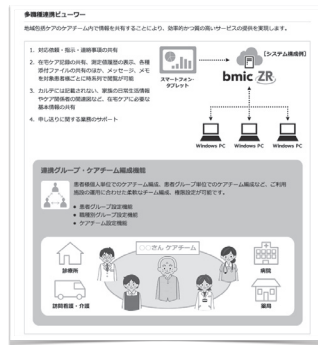 多職種連携ビューワー
地域包括ケアのケアチーム内で情報を共有することにより、効率的かつ質の高いサービスの提供を実現します。
1. 対応依頼・指示・連絡事項の共有
2. 在宅ケア記録の共有、測定値履歴の表示、各種
添付ファイルの共有のほか、メッセージ、メモ
を対象患者様ごとに時系列で閲覧が可能
3. カルテには記載されない、家族の日常生活情報
やケア関係者の関連図など、在宅ケアに必要な
基本情報の共有
4. 申し送りに関する業務のサポート
【システム構成例】
スマートフォン・
タブレット
bmic ZR
Windows PC Windows PC Windows PC
連携グループ・ケアチーム編成機能
患者様個人単位でのケアチーム編成、患者グループ単位でのケアチーム編成など、ご利用
施設の運用に合わせた柔軟なチーム編成、権限設定が可能です。
● 患者グループ設定機能
● 職種別グループ設定機能
● ケアチーム設定機能
○○さん ケアチーム
診療所
病院
訪問看護・介護
薬局